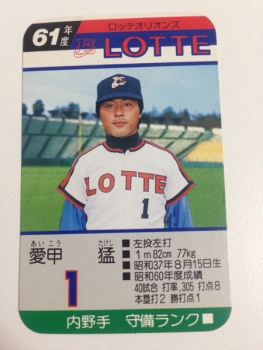 61年度
ロッテオリオンズ
LOTTE
LOTTE
1
あいこう たけし
愛甲 猛
1
■左投左打
■1m82cm 77kg
■昭和37年8月15日生
■昭和60年度成績
40試合 打率.305 打点8
本塁打2 勝打点1
内野手 守備ランク■